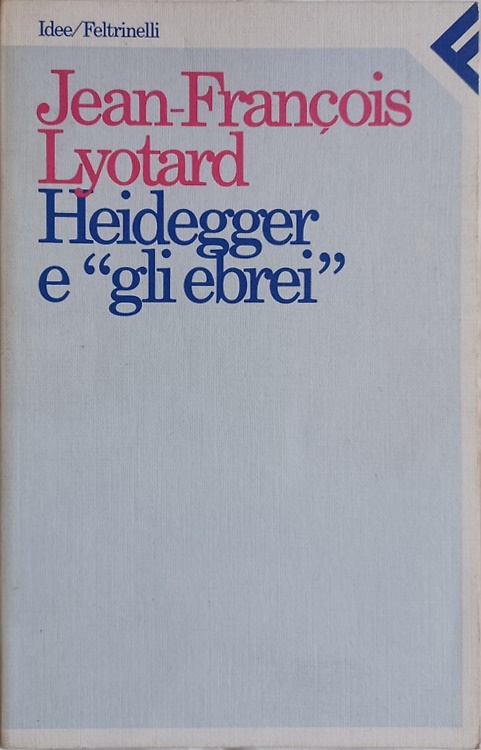 Idee/Feltrinelli
Jean-François
Lyotard
Heidegger
e “gli ebrei”